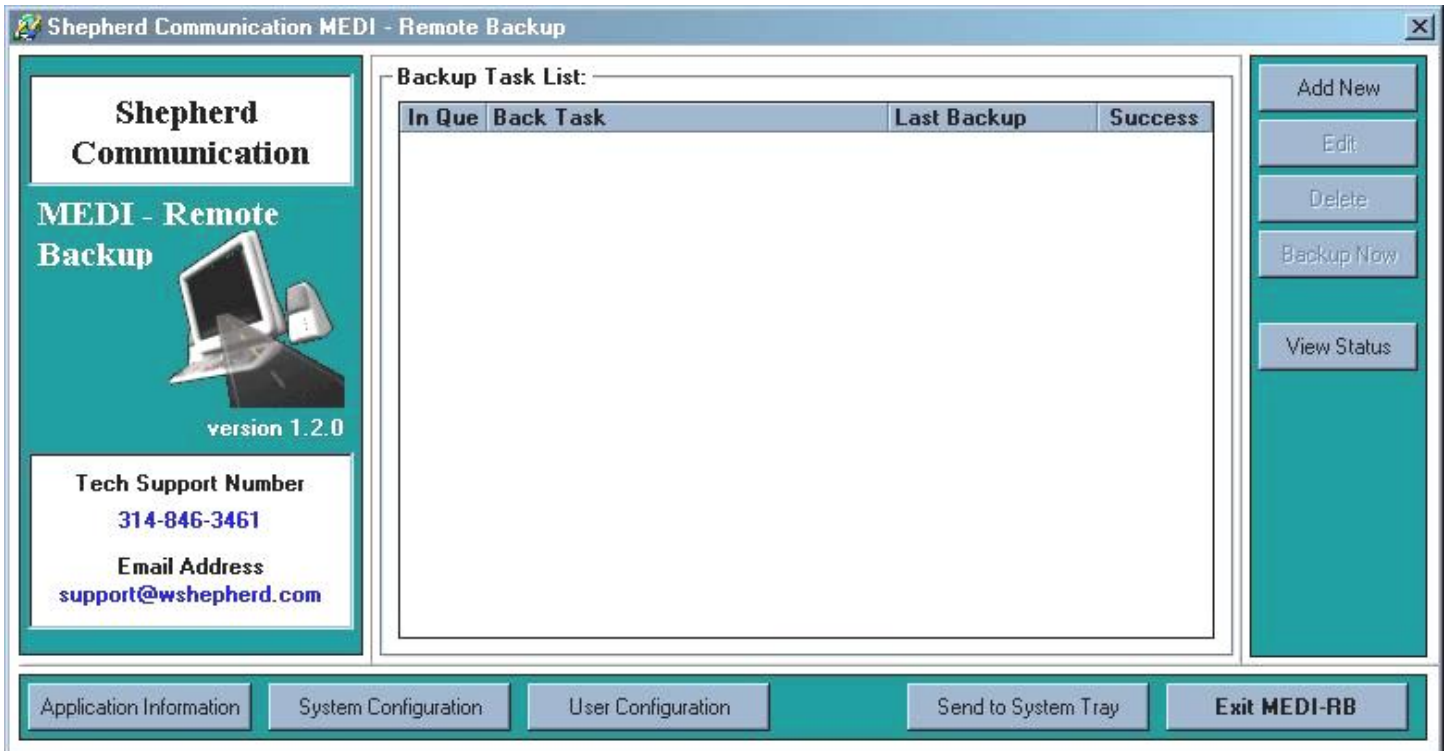 Shepherd Communication MEDI - Remote Backup
Shepherd
Communication
MEDI - Remote
Backup
version 1.2.0
Tech Support Number
314-846-3461
Email Address
support@wshepherd.com
Backup Task List:
In Que Back Task Last Backup Success
Add New
Edit
Delete
Backup Now
View Status
Application Information System Configuration User Configuration Send to System Tray Exit MEDI-RB